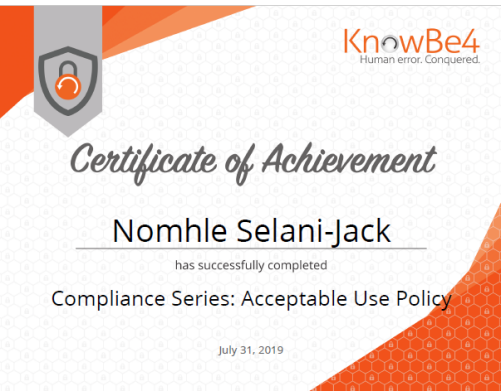 KnowBe4
Human error. Conquered.
Certificate of Achievement
Nomhle Selani-Jack
has successfully completed
Compliance Series: Acceptable Use Policy
July 31, 2019